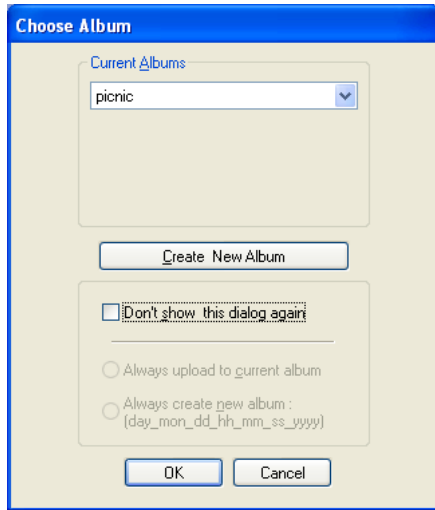 Choose Album
Current Albums
picnic
Create New Album
Don't show this dialog again
Always upload to current album
Always create new album :
(day_mon_dd_hh_mm_ss_yyyy)
OK
Cancel